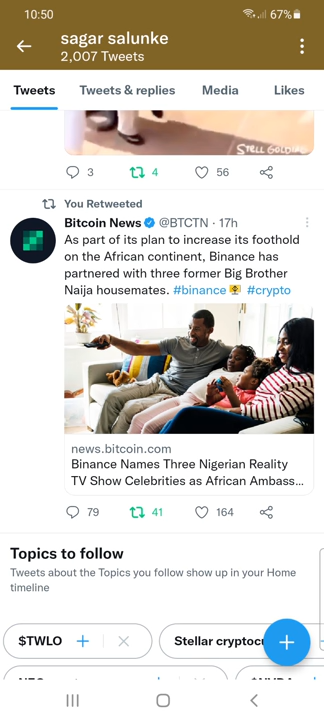 10:50
67%
sagar salunke
2,007 Tweets
Tweets
Tweets & replies
Media
Likes
STELL GOLDIE
3
4
56
You Retweeted
Bitcoin News @BTCTN · 17h
As part of its plan to increase its foothold
on the African continent, Binance has
partnered with three former Big Brother
Naija housemates. #binance #crypto
news.bitcoin.com
Binance Names Three Nigerian Reality
TV Show Celebrities as African Ambass...
79
41
164
Topics to follow
Tweets about the Topics you follow show up in your Home
timeline
$TWLO
Stellar cryptocu